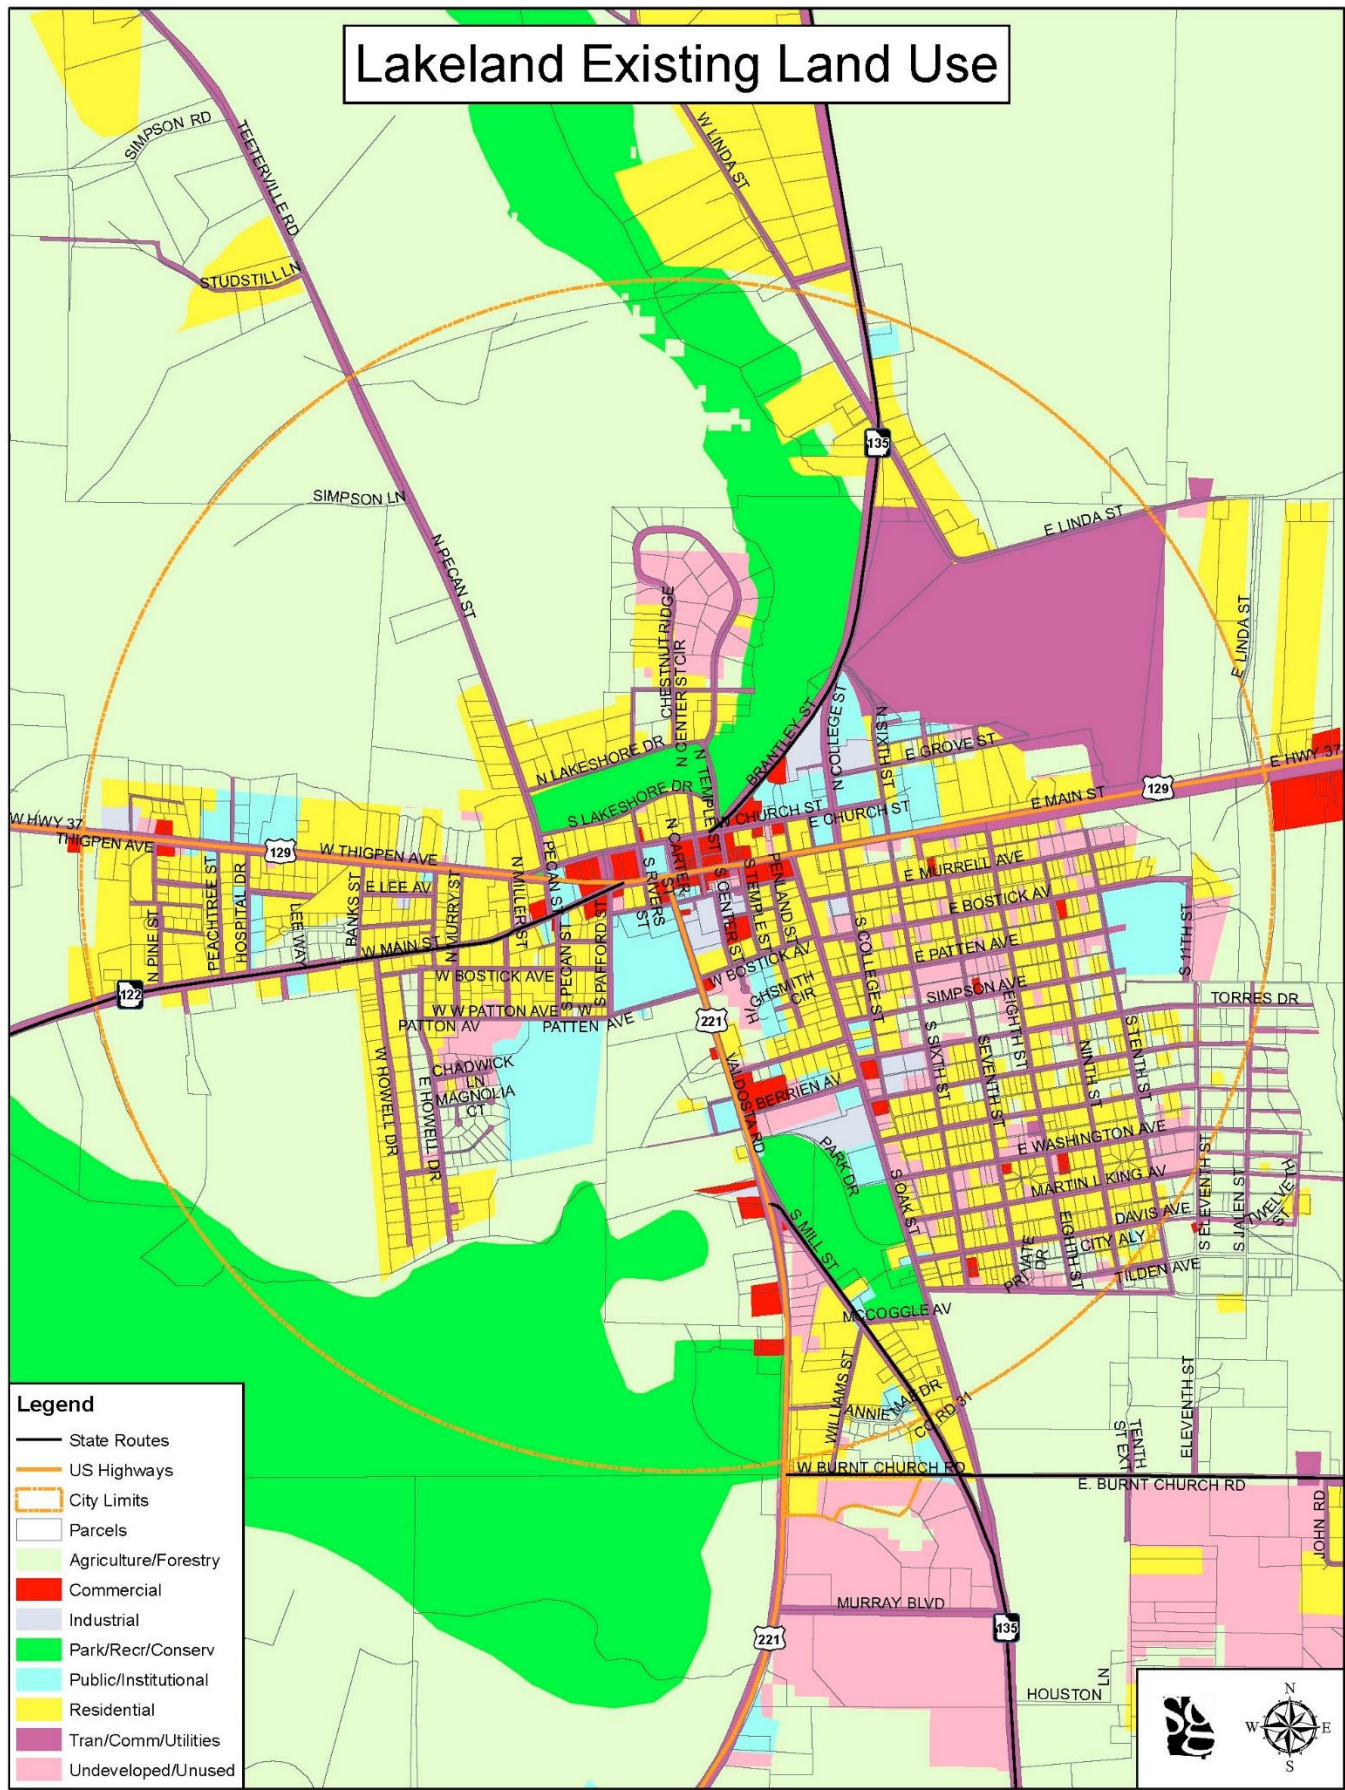 Lakeland Existing Land Use
SIMPSON RD
TEETERVILLE RD
W LINDA ST
STUDSTILL LN
135
SIMPSON LN
E LINDA ST
N PECAN ST
E LINDA ST
CHESTNUT RIDGE
N CENTER ST CIR
N COLLEGE ST
N SIXTH ST
BRANTLEY ST
E GROVE ST
N LAKESHORE DR
N TEMPLE ST
E HWY 37
S LAKESHORE DR
129
E MAIN ST
W CHURCH ST
E CHURCH ST
W HWY 37
THIGPEN AVE
129
W THIGPEN AVE
N CARTER ST
PECAN S
S RIVERS ST
S CENTER ST
S TEMPLE ST
PENLAND ST
E MURRELL AVE
E LEE AV
N MILLER ST
N MURRY ST
BANKS ST
PEACHTREE ST
HOSPITAL DR
LEE WAY
N PINE ST
E BOSTICK AV
W MAIN ST
S COLLEGE ST
E PATTEN AVE
S 11TH ST
W BOSTICK AVE
S PECAN ST
S PAFFORD ST
W BOSTICK AV
GHSMITH CIR
HIL
SIMPSON AVE
EIGHTH ST
122
TORRES DR
W W PATTON AVE W
PATTON AV
PATTEN AVE
221
S SIXTH ST
SEVENTH ST
NINTH ST
S TENTH ST
W HOWELL DR
E HOWELL DR
CHADWICK LN
MAGNOLIA CT
VALDOSTA RD
BERRIEN AV
PARK DR
E WASHINGTON AVE
S OAK ST
MARTIN L KING AV
S ELEVENTH ST
S JALEN ST
TWELVE TH ST
S MILL ST
DAVIS AVE
CITY ALY
PRIVATE DR
EIGHTH ST
TILDEN AVE
MCCOGGLE AV
WILLIAMS ST
ANNIE MAE DR
CO RD 31
TENTH ST EXT
ELEVENTH ST
W BURNT CHURCH RD
E. BURNT CHURCH RD
JOHN RD
MURRAY BLVD
221
135
HOUSTON LN
Legend
State Routes
US Highways
City Limits
Parcels
Agriculture/Forestry
Commercial
Industrial
Park/Recr/Conserv
Public/Institutional
Residential
Tran/Comm/Utilities
Undeveloped/Unused
N
W E
S